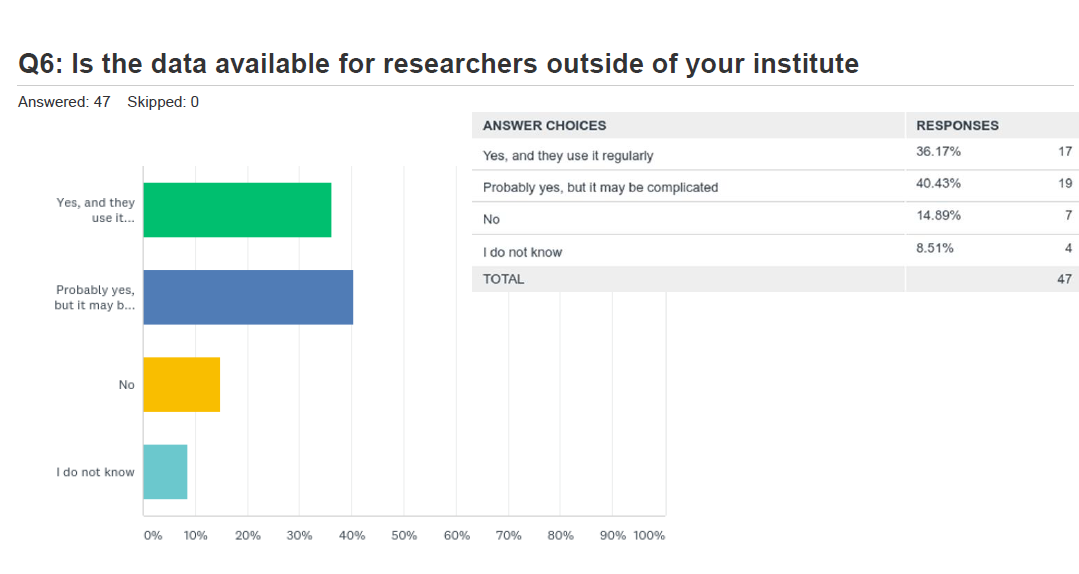 Q6: Is the data available for researchers outside of your institute
Answered: 47 Skipped: 0
ANSWER CHOICES RESPONSES
Yes, and they use it regularly 36.17% 17
Probably yes, but it may be complicated 40.43% 19
No 14.89% 7
I do not know 8.51% 4
TOTAL 47
Yes, and they
use it...
Probably yes,
but it may b...
No
I do not know
0% 10% 20% 30% 40% 50% 60% 70% 80% 90% 100%